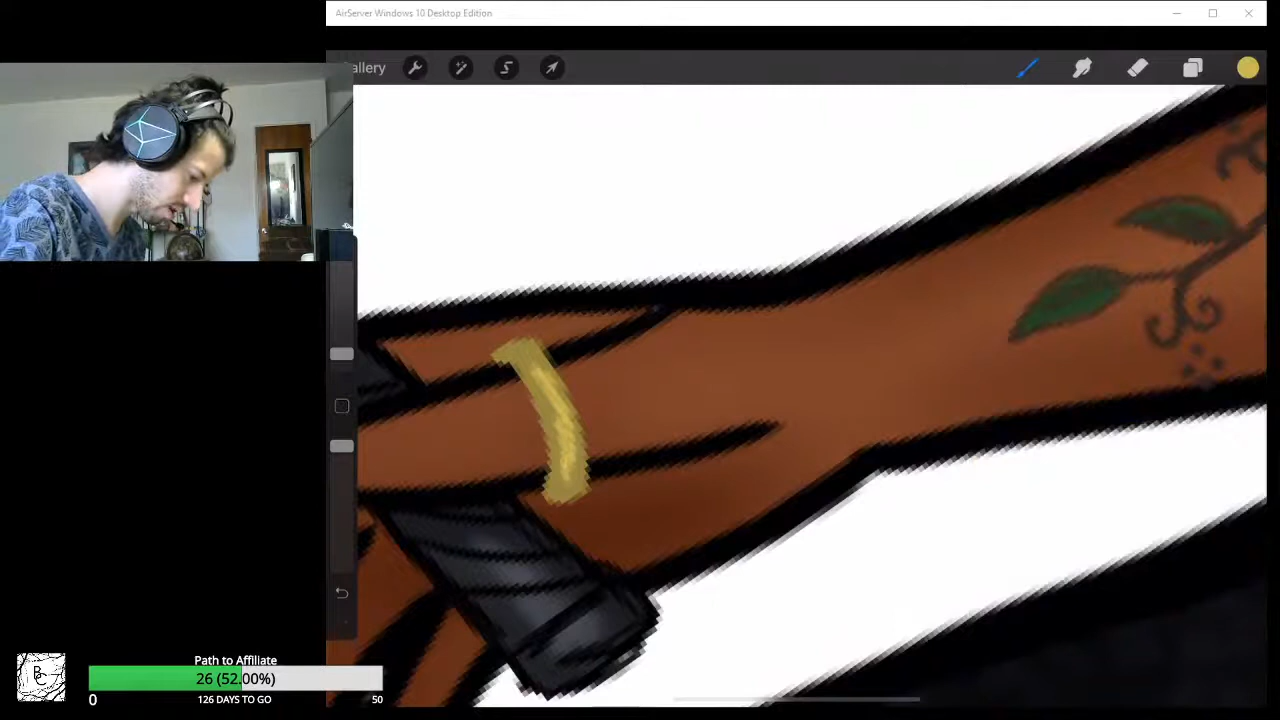 AirServer Windows 10 Desktop Edition
allery
Path to Affiliate
26 (52.00%)
0
126 DAYS TO GO
50